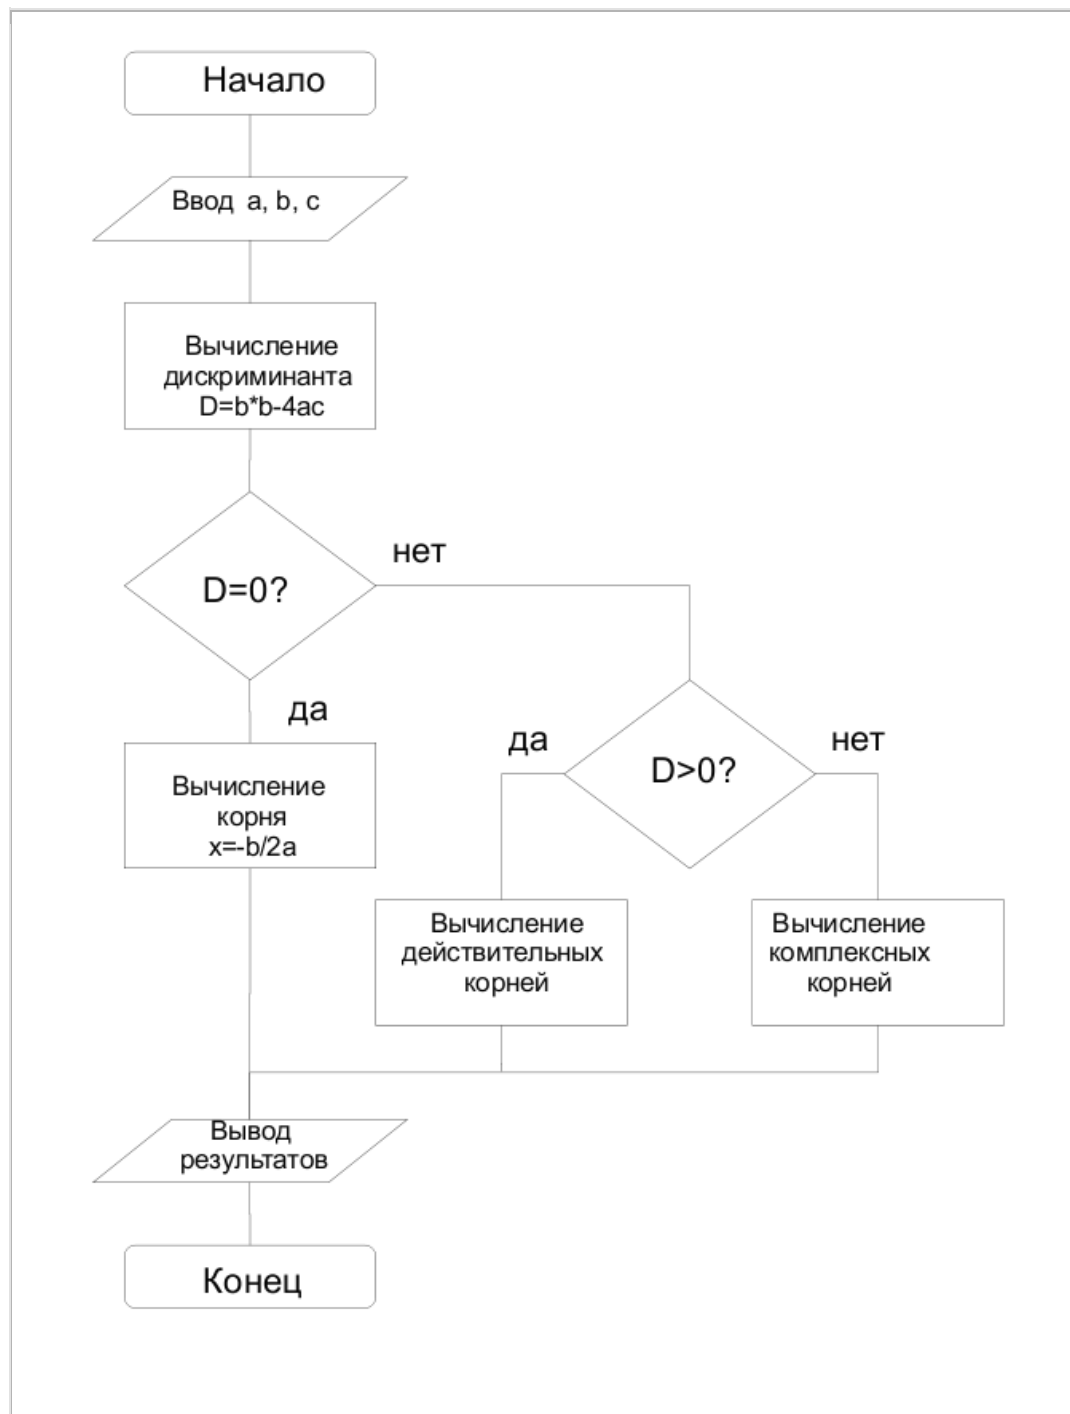 Начало
Ввод a, b, c
Вычисление
дискриминанта
D=b*b-4ac
D=0?
нет
да
Вычисление
корня
x=-b/2a
D>0?
да
нет
Вычисление
действительных
корней
Вычисление
комплексных
корней
Вывод
результатов
Конец